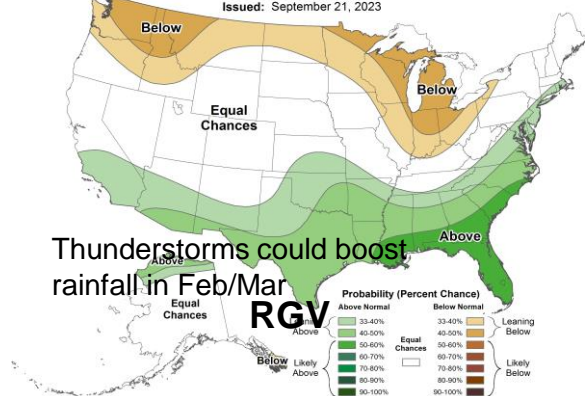 Issued: September 21, 2023
Below
Below
Equal
Chances
Above
Thunderstorms could boost
rainfall in Feb/Mar
Above
Equal
Chances
RGV
Below
Probability (Percent Chance)
Above Normal
Below Normal
Leaning
Above
33-40%
40-50%
50-60%
Likely
Above
60-70%
70-80%
80-90%
90-100%
Equal
Chances
33-40%
40-50%
50-60%
Leaning
Below
60-70%
70-80%
80-90%
90-100%
Likely
Below